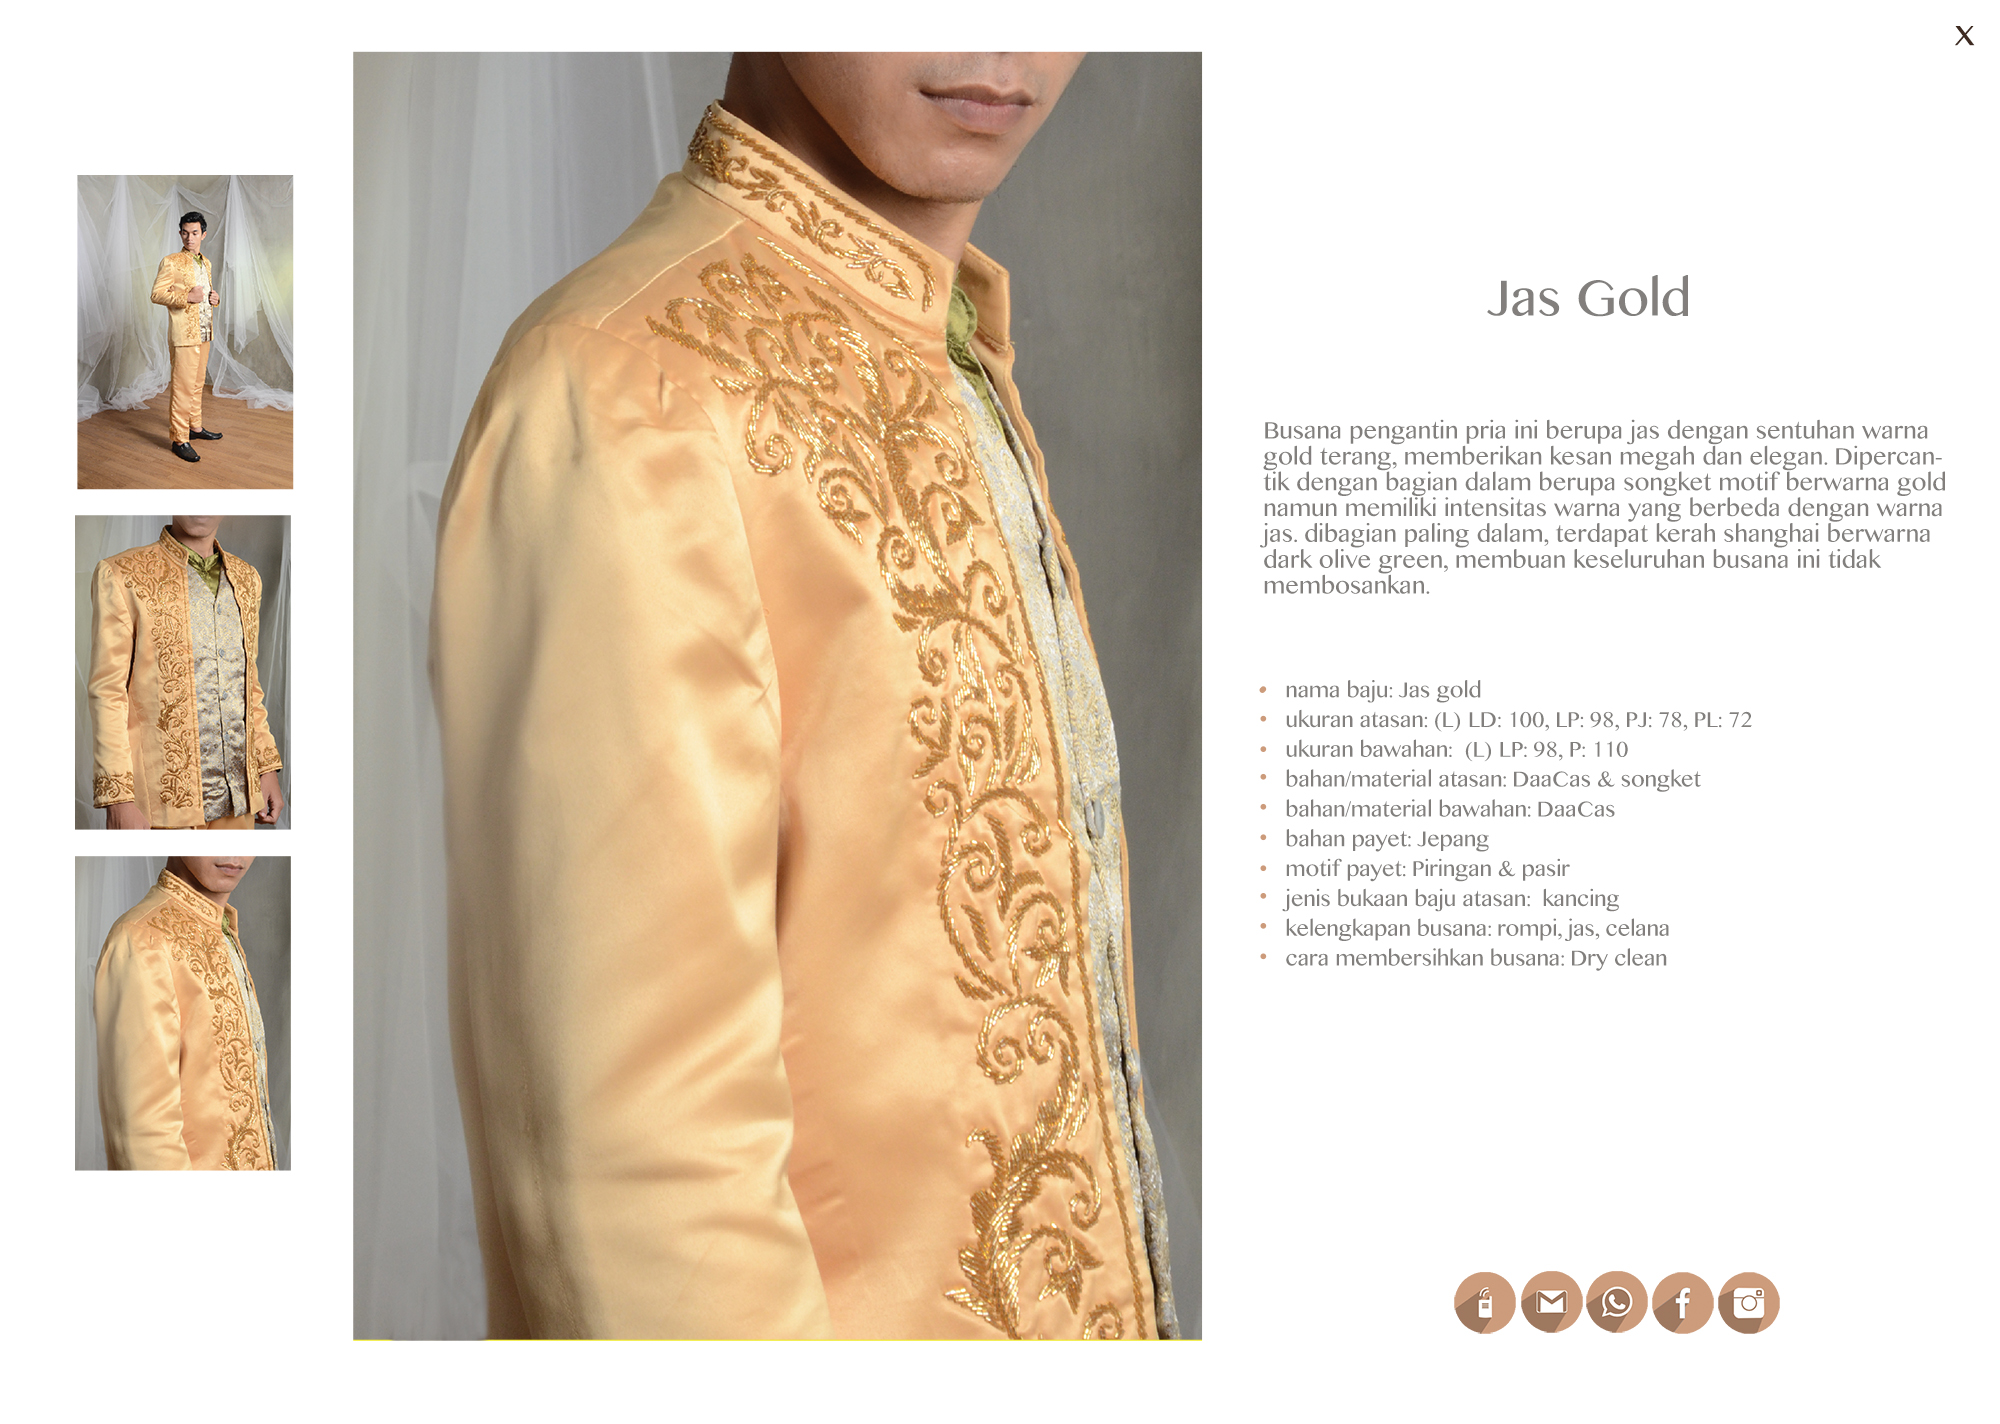 X
Jas Gold
Busana pengantin pria ini berupa jas dengan sentuhan warna
gold terang, memberikan kesan megah dan elegan. Dipercan-
tik dengan bagian dalam berupa songket motif berwarna gold
namun memiliki intensitas warna yang berbeda dengan warna
jas. dibagian paling dalam, terdapat kerah shanghai berwarna
dark olive green, membuan keseluruhan busana ini tidak
membosankan.
• nama baju: Jas gold
• ukuran atasan: (L) LD: 100, LP: 98, PJ: 78, PL: 72
• ukuran bawahan:  (L) LP: 98, P: 110
• bahan/material atasan: DaaCas & songket
• bahan/material bawahan: DaaCas
• bahan payet: Jepang
• motif payet: Piringan & pasir
• jenis bukaan baju atasan:  kancing
• kelengkapan busana: rompi, jas, celana
• cara membersihkan busana: Dry clean